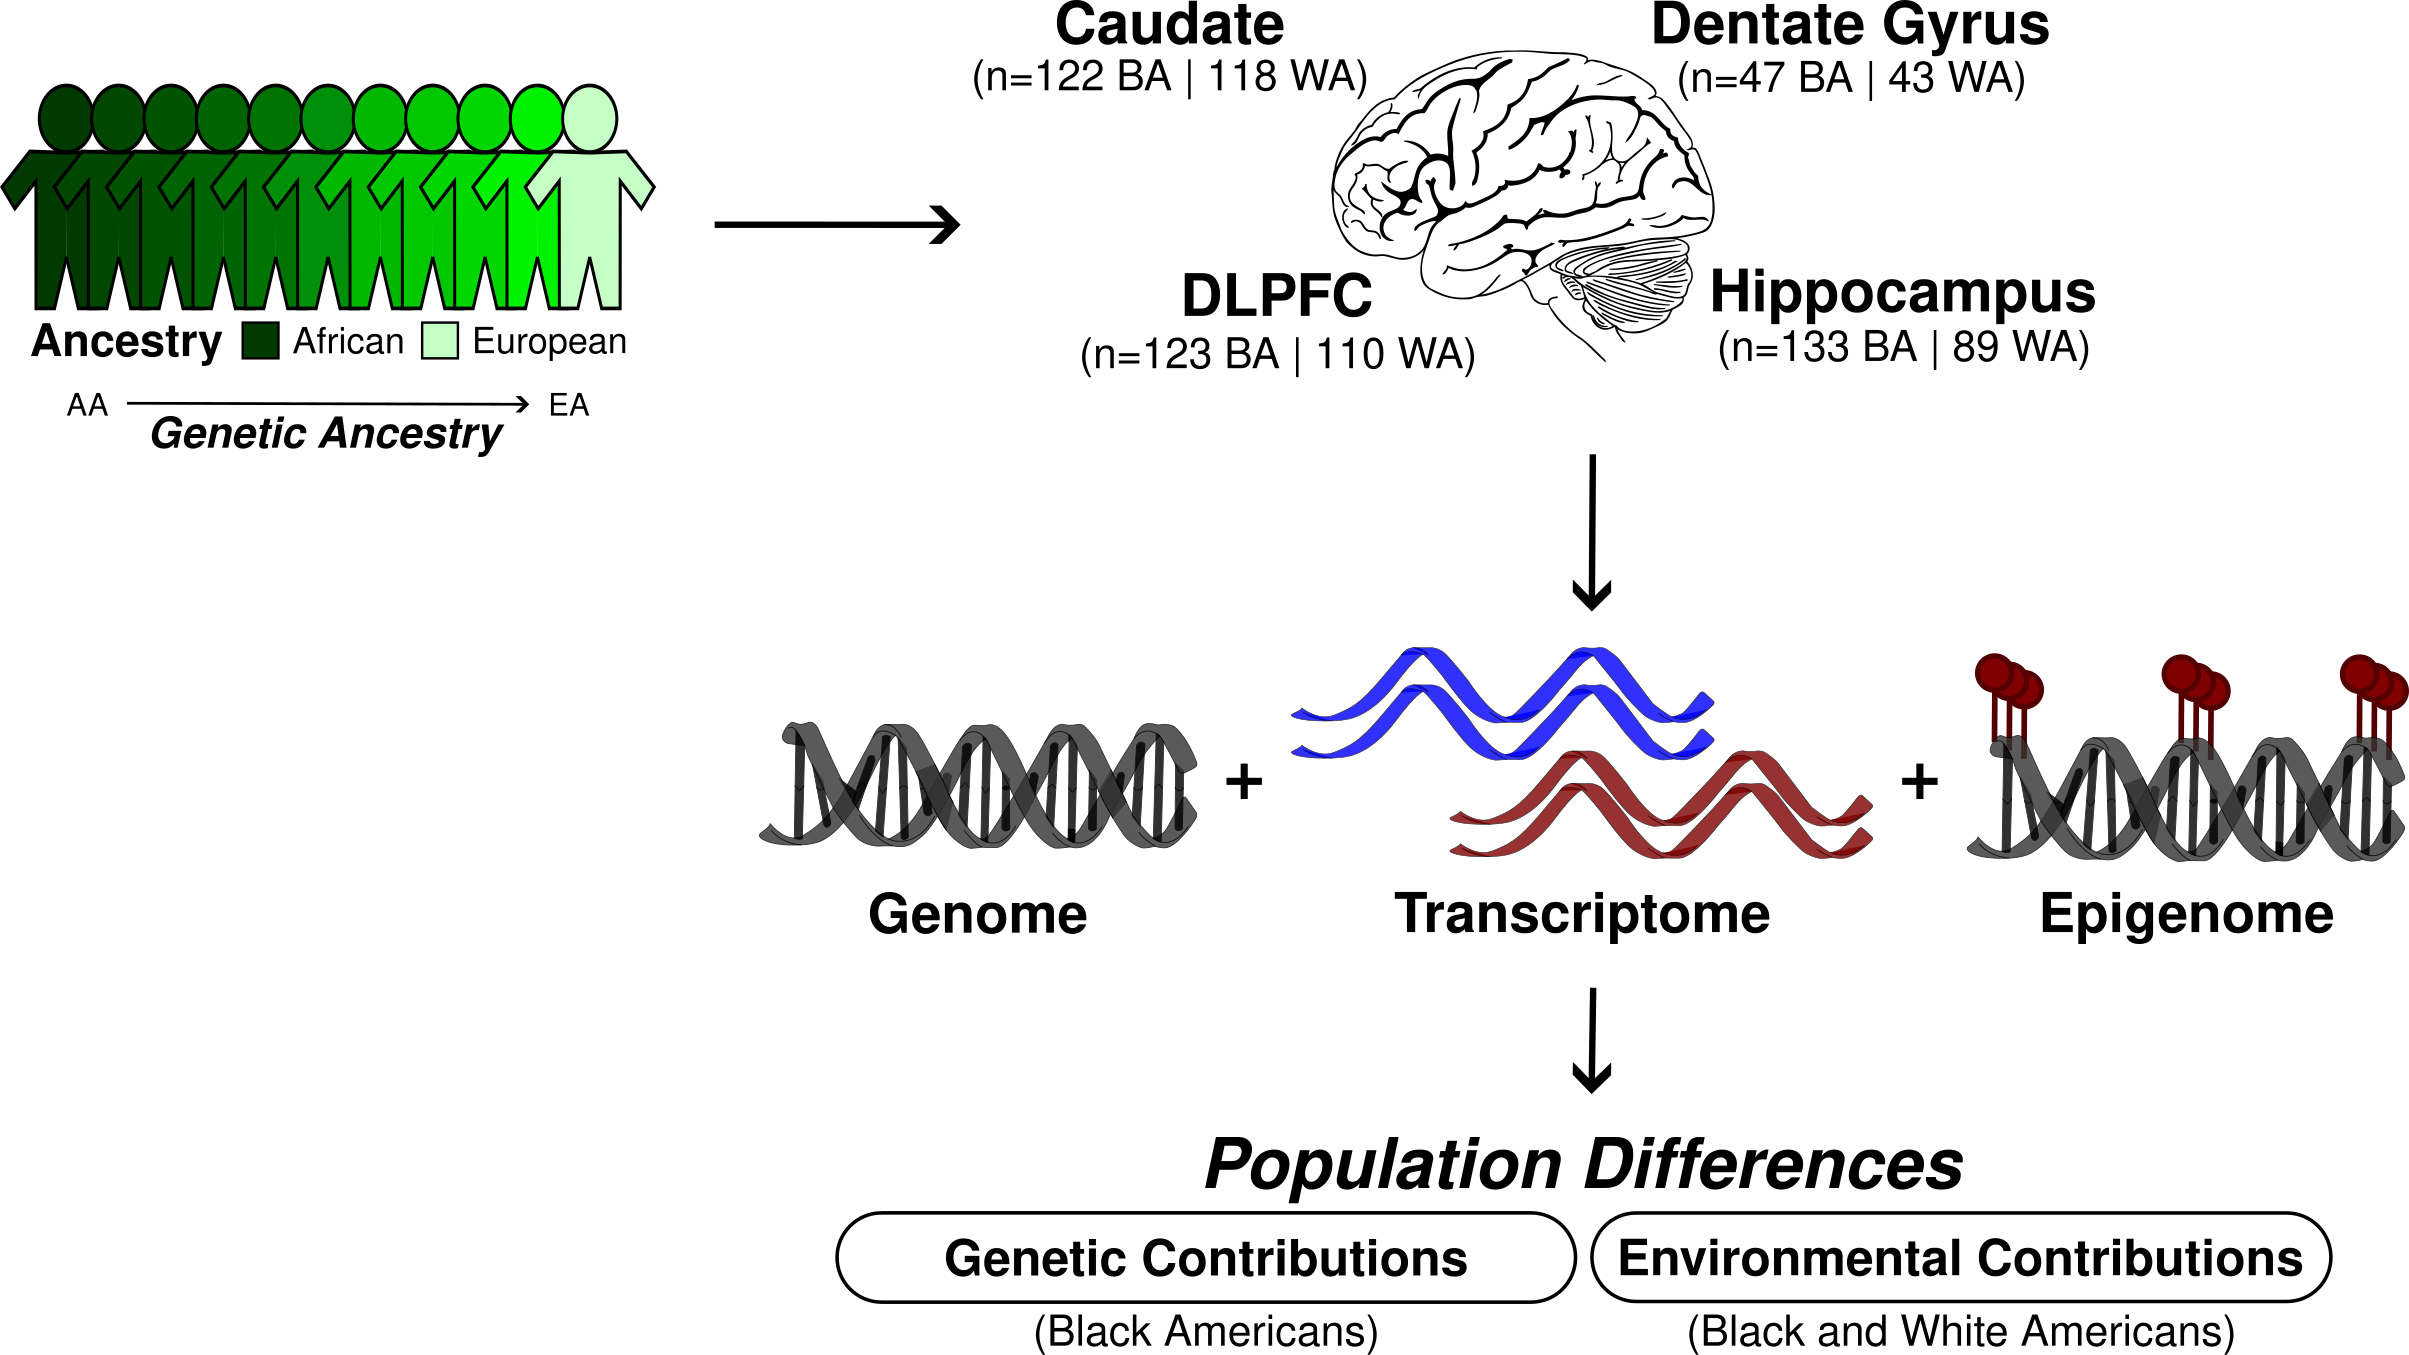 Caudate
(n=122 BA | 118 WA)
Dentate Gyrus
(n=47 BA | 43 WA)
DLPFC
(n=123 BA | 110 WA)
Hippocampus
(n=133 BA | 89 WA)
Ancestry African European
AA EA
Genetic Ancestry
+ +
Genome Transcriptome Epigenome
Population Differences
Genetic Contributions Environmental Contributions
(Black Americans) (Black and White Americans)